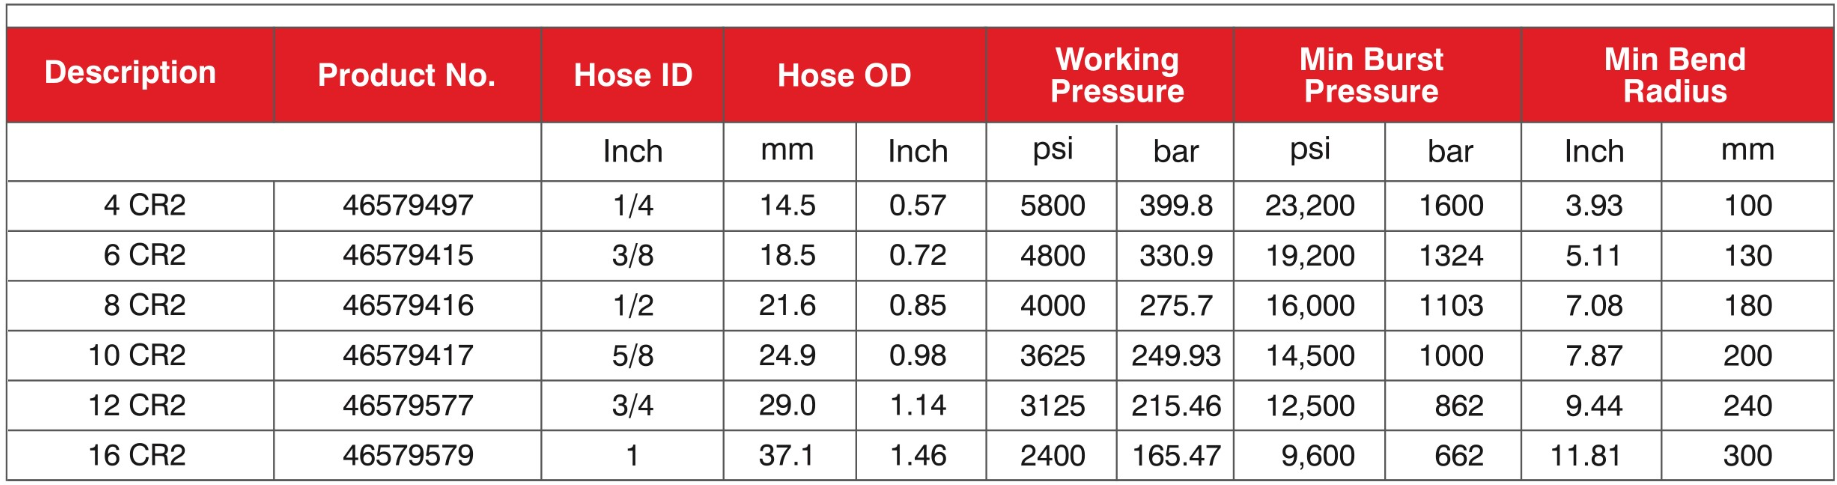 Description Product No. Hose ID Hose OD Working Pressure Min Burst Pressure Min Bend Radius
Inch mm Inch psi bar psi bar Inch mm
4 CR2 46579497 1/4 14.5 0.57 5800 399.8 23,200 1600 3.93 100
6 CR2 46579415 3/8 18.5 0.72 4800 330.9 19,200 1324 5.11 130
8 CR2 46579416 1/2 21.6 0.85 4000 275.7 16,000 1103 7.08 180
10 CR2 46579417 5/8 24.9 0.98 3625 249.93 14,500 1000 7.87 200
12 CR2 46579577 3/4 29.0 1.14 3125 215.46 12,500 862 9.44 240
16 CR2 46579579 1 37.1 1.46 2400 165.47 9,600 662 11.81 300